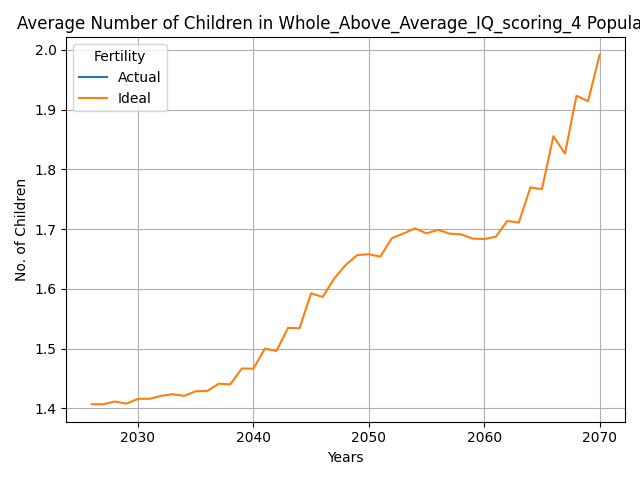 Average Number of Children in Whole_Above_Average_IQ_scoring_4 Popula
Fertility
Actual
Ideal
2.0
1.9
1.8
1.7
1.6
1.5
1.4
No. of Children
2030 2040 2050 2060 2070
Years